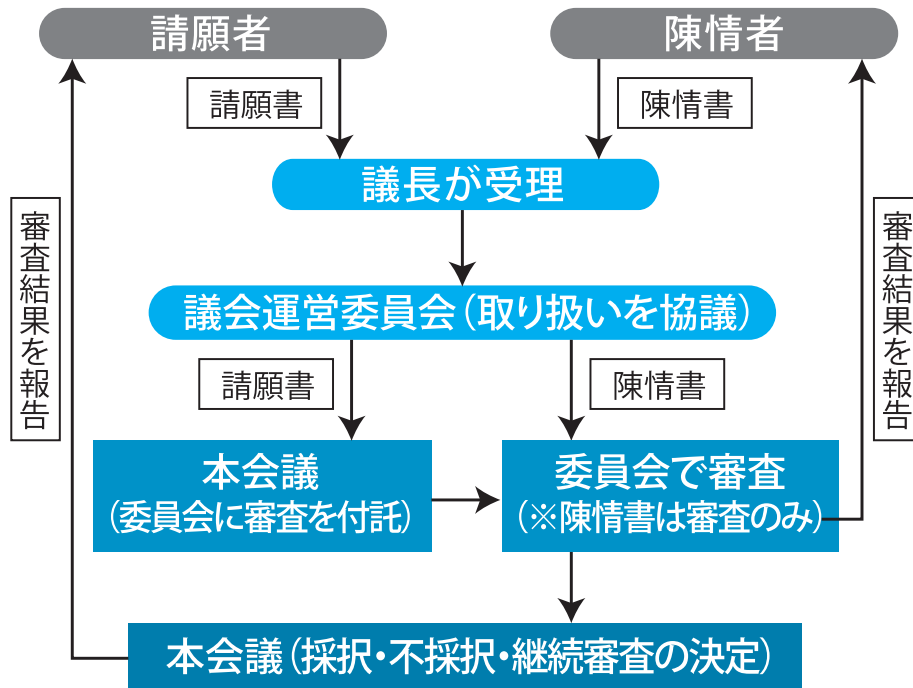 請願者
陳情者
請願書
陳情書
議長が受理
審査結果を報告
審査結果を報告
議会運営委員会(取り扱いを協議)
請願書
陳情書
本会議
(委員会に審査を付託)
委員会で審査
(※陳情書は審査のみ)
本会議(採択・不採択・継続審査の決定)